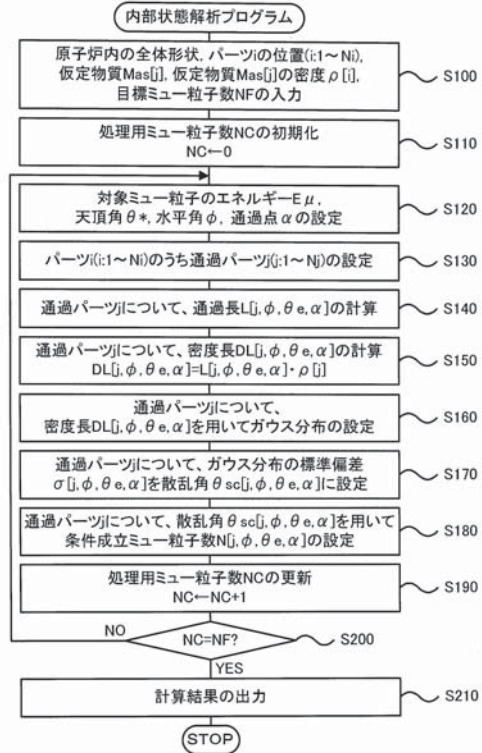 内部状態解析プログラム
原子炉内の全体形状, パーツiの位置(i:1～Ni),
仮定物質Mas[j], 仮定物質Mas[j]の密度ρ[i],
目標ミュー粒子数NFの入力
S100
処理用ミュー粒子数NCの初期化
NC←0
S110
対象ミュー粒子のエネルギーEμ,
天頂角θ*, 水平角φ, 通過点αの設定
S120
パーツi(i:1～Ni)のうち通過パーツj(j:1～Nj)の設定
S130
通過パーツjについて、通過長L[j,φ,θe,α]の計算
S140
通過パーツjについて、密度長DL[j,φ,θe,α]の計算
DL[j,φ,θe,α]=L[j,φ,θe,α]・ρ[j]
S150
通過パーツjについて、
密度長DL[j,φ,θe,α]を用いてガウス分布の設定
S160
通過パーツjについて、ガウス分布の標準偏差
σ[j,φ,θe,α]を散乱角θsc[j,φ,θe,α]に設定
S170
通過パーツjについて、散乱角θsc[j,φ,θe,α]を用いて
条件成立ミュー粒子数N[j,φ,θe,α]の設定
S180
処理用ミュー粒子数NCの更新
NC←NC+1
S190
NO
NC=NF?
S200
YES
計算結果の出力
S210
STOP